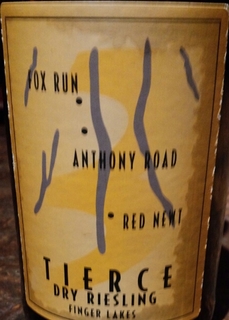 FOX RUN
ANTHONY ROAD
RED NEWT
TIERCE
DRY RIESLING
FINGER LAKES